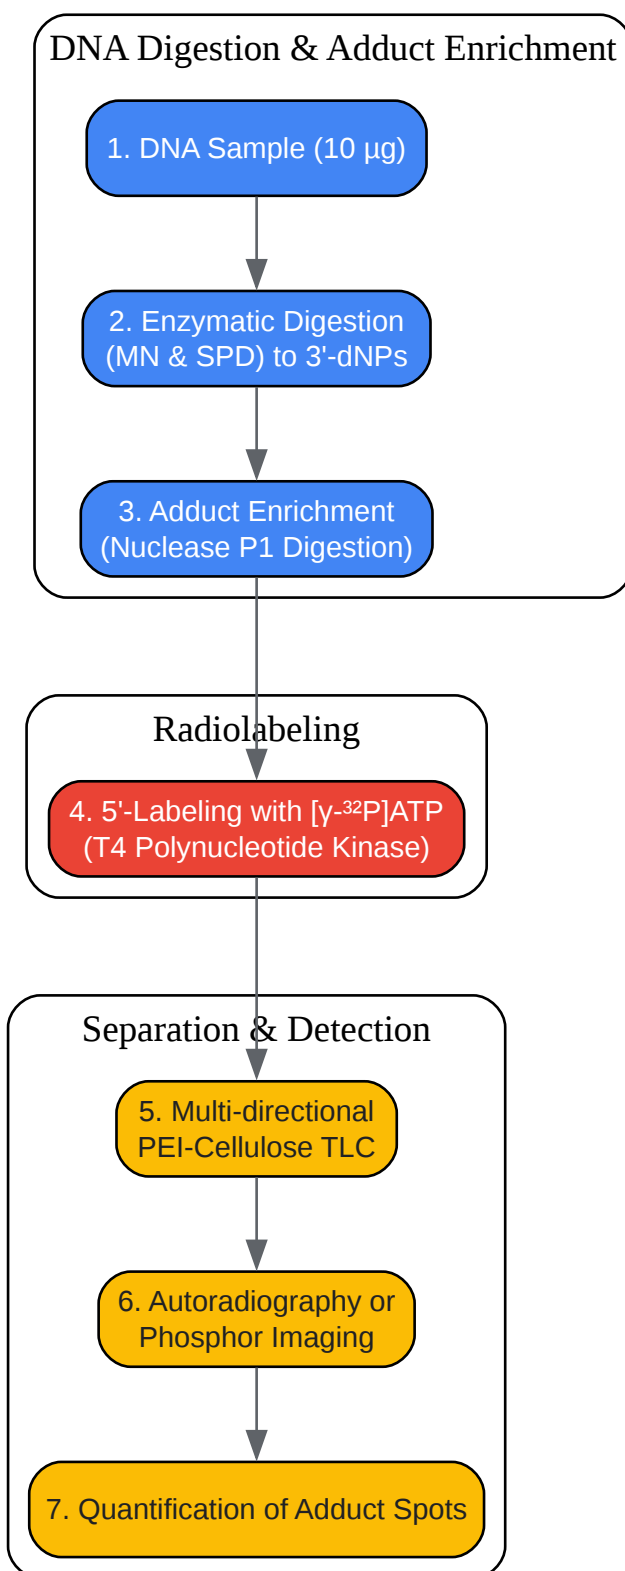 DNA Digestion & Adduct Enrichment
1. DNA Sample (10 µg)
2. Enzymatic Digestion
(MN & SPD) to 3'-dNPs
3. Adduct Enrichment
(Nuclease P1 Digestion)
Radiolabeling
4. 5'-Labeling with [γ-³²P]ATP
(T4 Polynucleotide Kinase)
Separation & Detection
5. Multi-directional
PEI-Cellulose TLC
6. Autoradiography or
Phosphor Imaging
7. Quantification of Adduct Spots